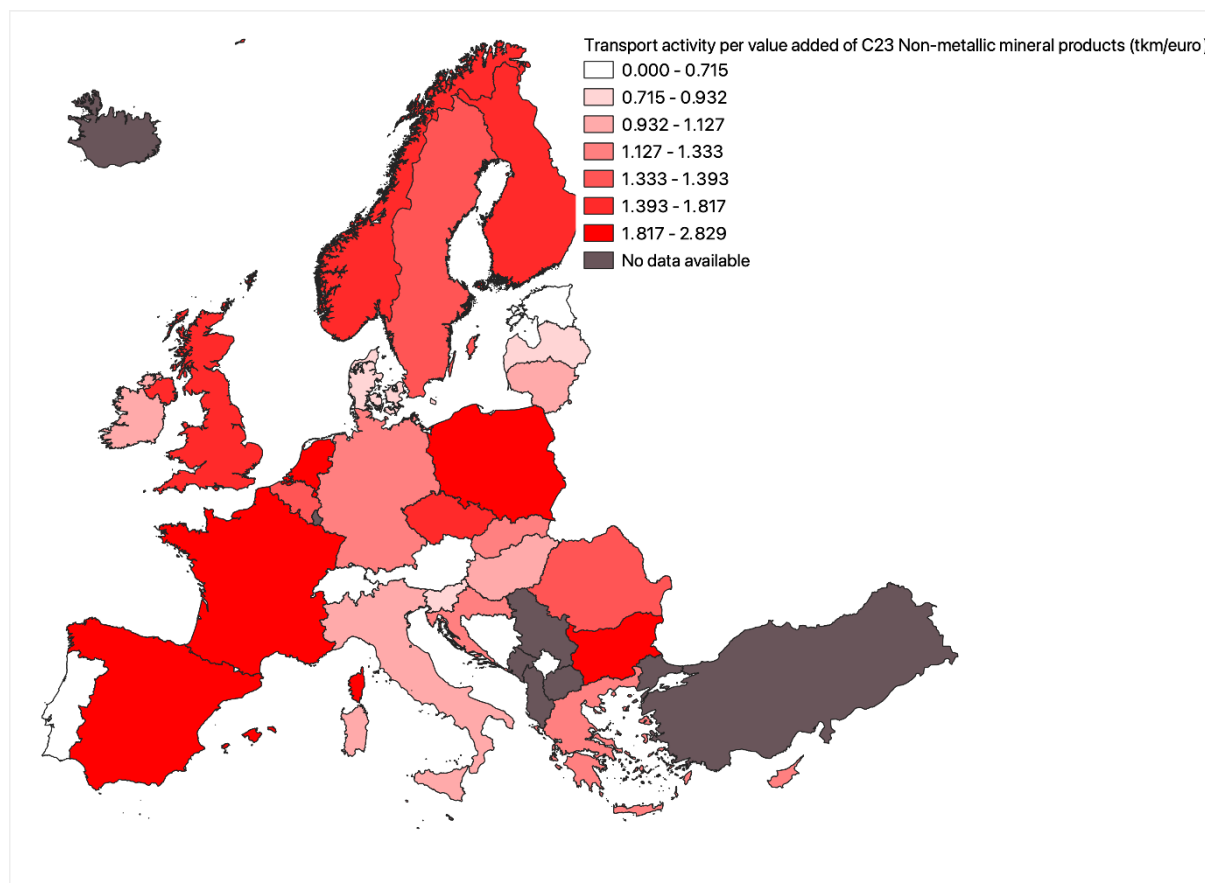 Transport activity per value added of C23 Non-metallic mineral products (tkm/euro)
0.000 - 0.715
0.715 - 0.932
0.932 - 1.127
1.127 - 1.333
1.333 - 1.393
1.393 - 1.817
1.817 - 2.829
No data available